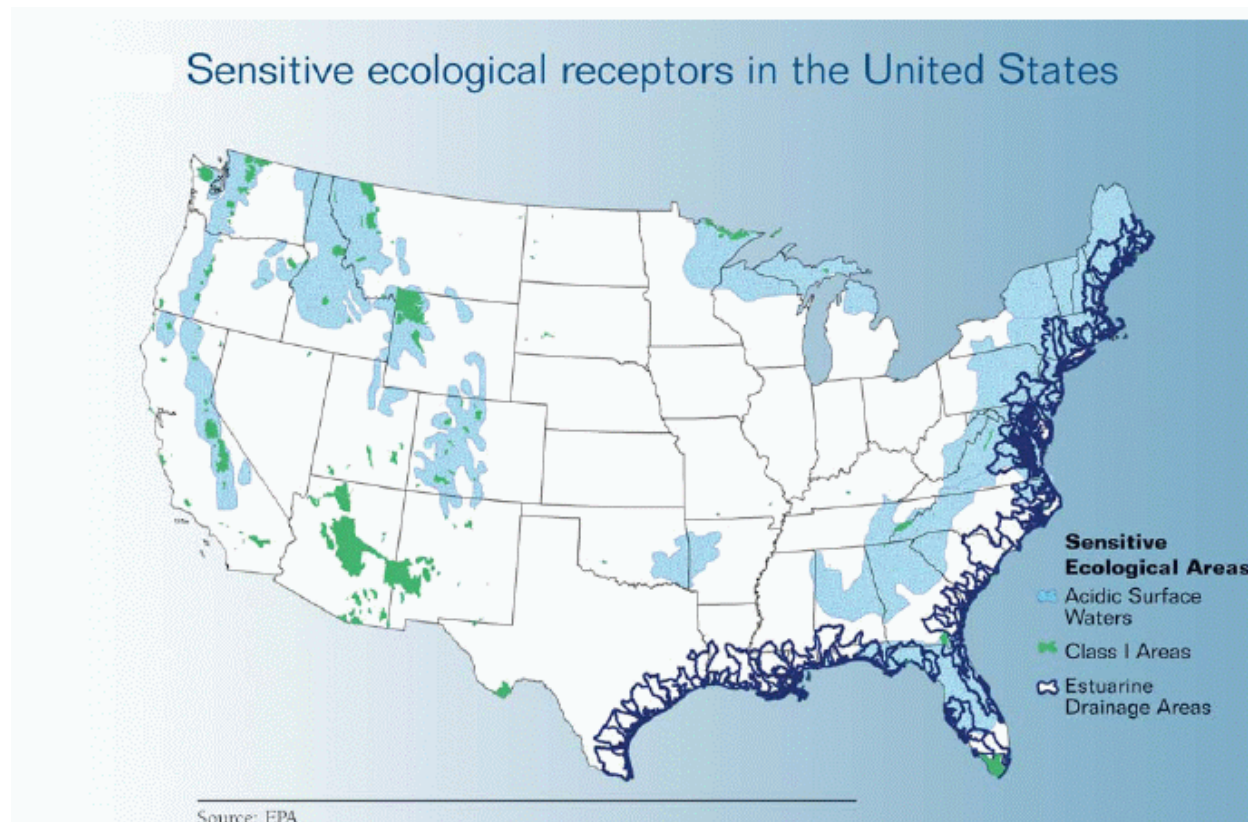 Sensitive ecological receptors in the United States
Sensitive
Ecological Areas
Acidic Surface
Waters
Class I Areas
Estuarine
Drainage Areas
Source: EPA